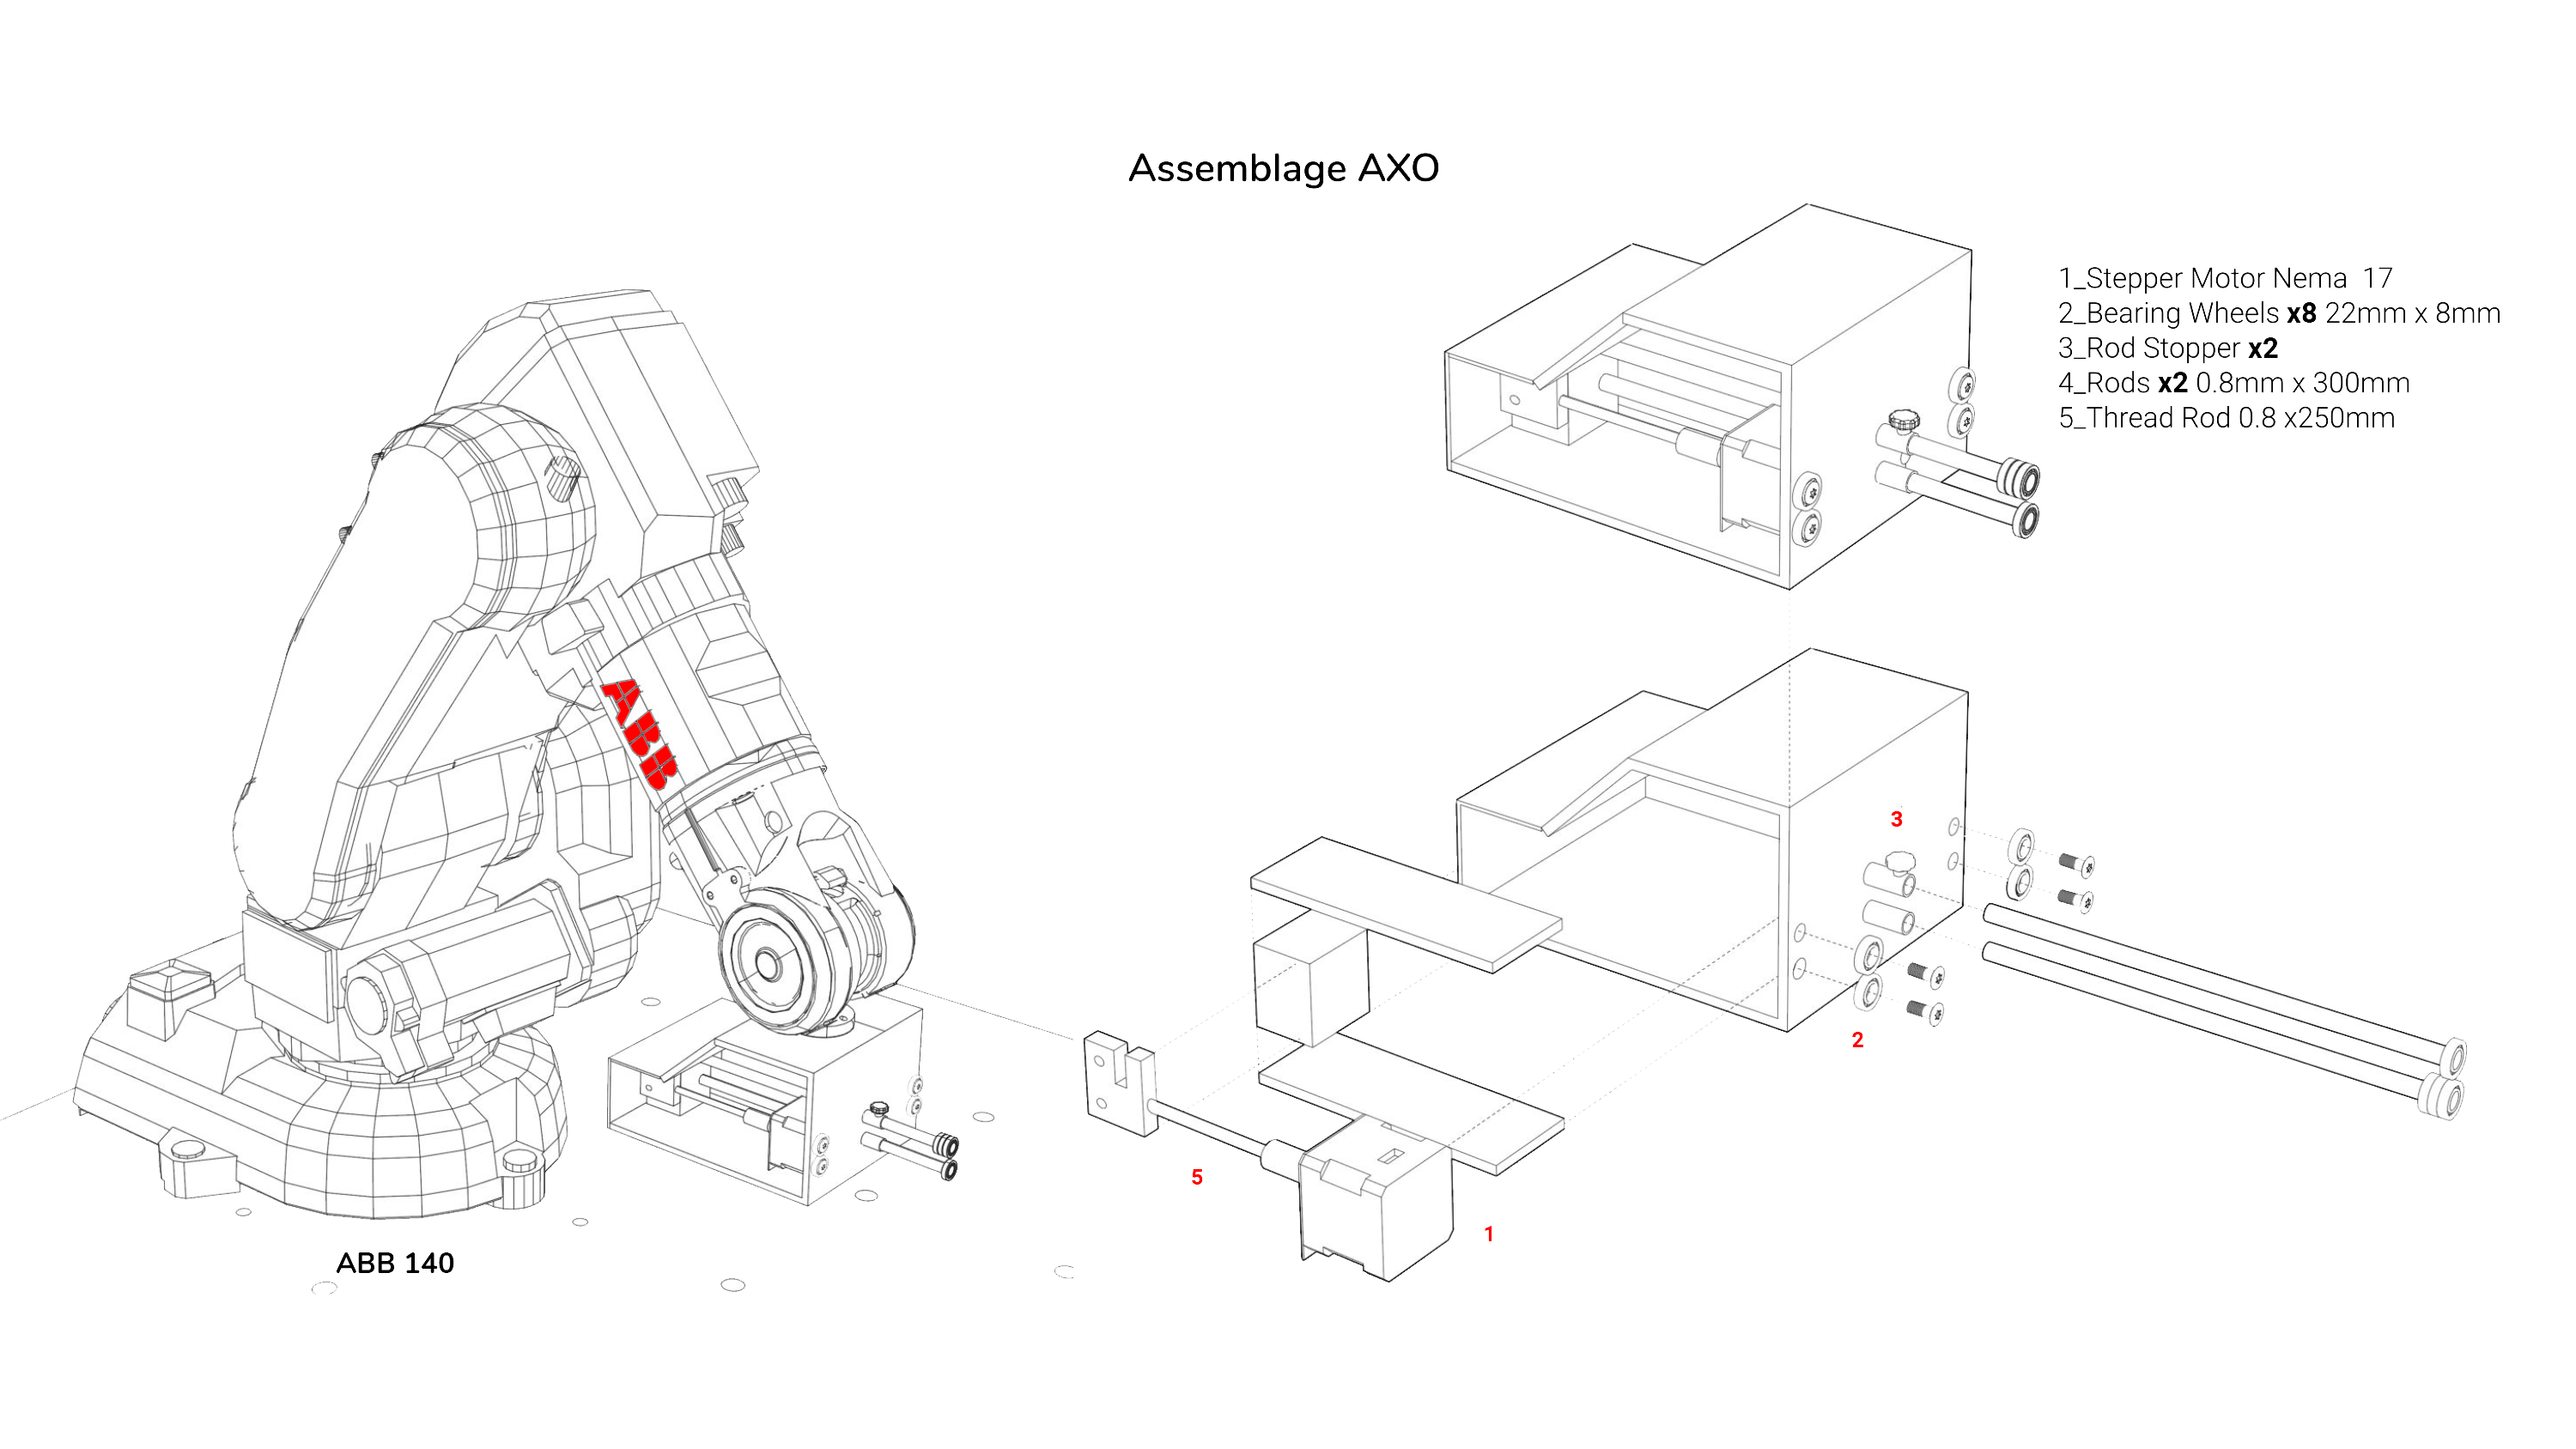 Assemblage AXO
1_Stepper Motor Nema 17
2_Bearing Wheels x8 22mm x 8mm
3_Rod Stopper x2
4_Rods x2 0.8mm x 300mm
5_Thread Rod 0.8 x250mm
ABB
3
2
5
1
ABB 140